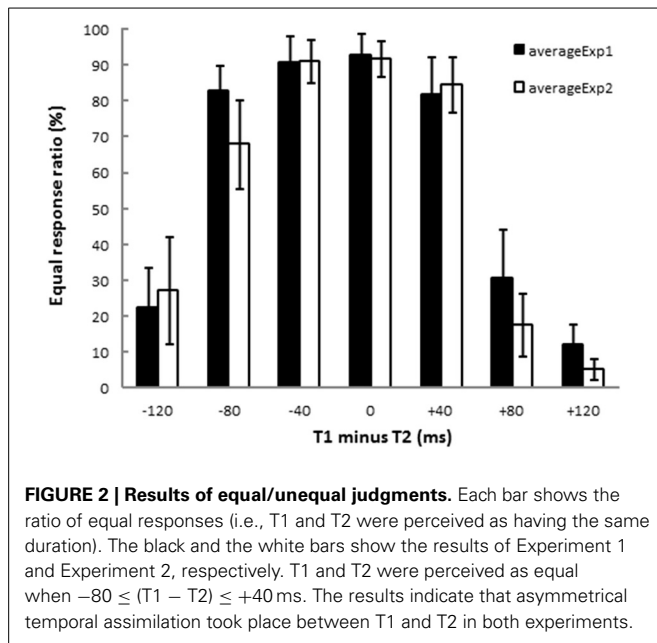 100
90
80
70
60
50
40
30
20
10
0
Equal response ratio (%)
averageExp1
averageExp2
-120 -80 -40 0 +40 +80 +120
T1 minus T2 (ms)
FIGURE 2 | Results of equal/unequal judgments. Each bar shows the
ratio of equal responses (i.e., T1 and T2 were perceived as having the same
duration). The black and the white bars show the results of Experiment 1
and Experiment 2, respectively. T1 and T2 were perceived as equal
when −80 ≤ (T1 − T2) ≤ +40 ms. The results indicate that asymmetrical
temporal assimilation took place between T1 and T2 in both experiments.